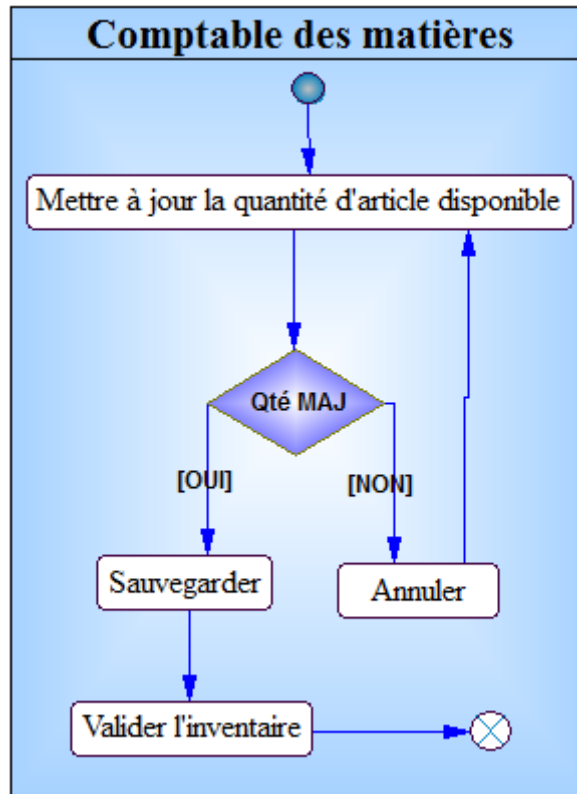 Comptable des matières
Mettre à jour la quantité d'article disponible
Qté MAJ
[OUI]
[NON]
Sauvegarder
Annuler
Valider l'inventaire